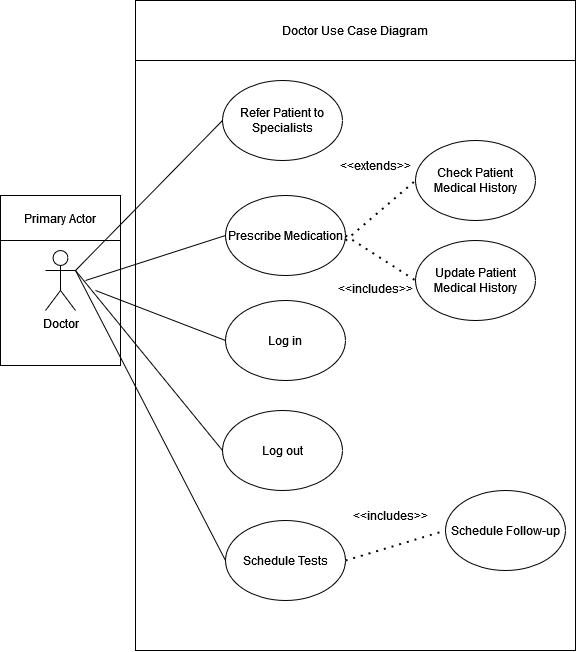 Doctor Use Case Diagram
Refer Patient to
Specialists
<<extends>>
Check Patient
Medical History
Primary Actor
Prescribe Medication
Update Patient
Medical History
<<includes>>
Doctor
Log in
Log out
<<includes>>
Schedule Follow-up
Schedule Tests